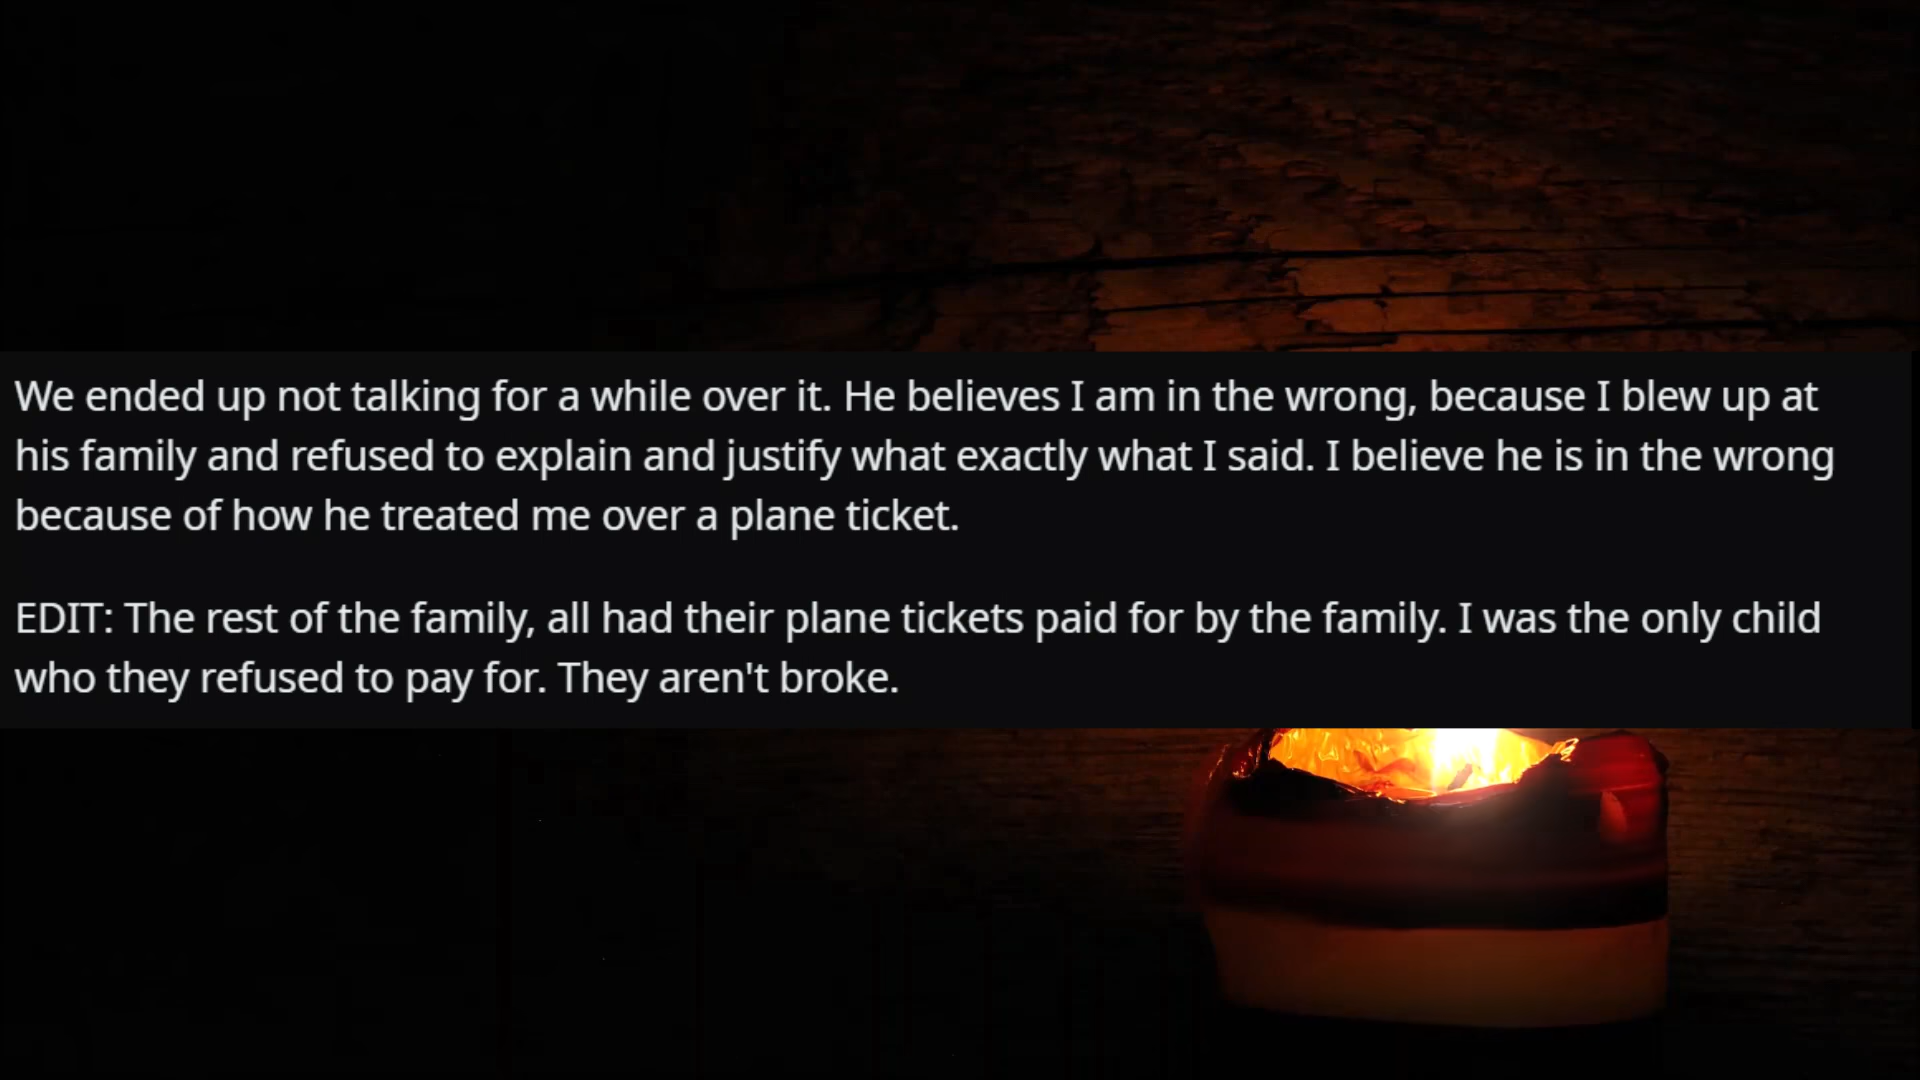 We ended up not talking for a while over it. He believes I am in the wrong, because I blew up at
his family and refused to explain and justify what exactly what I said. I believe he is in the wrong
because of how he treated me over a plane ticket.
EDIT: The rest of the family, all had their plane tickets paid for by the family. I was the only child
who they refused to pay for. They aren't broke.